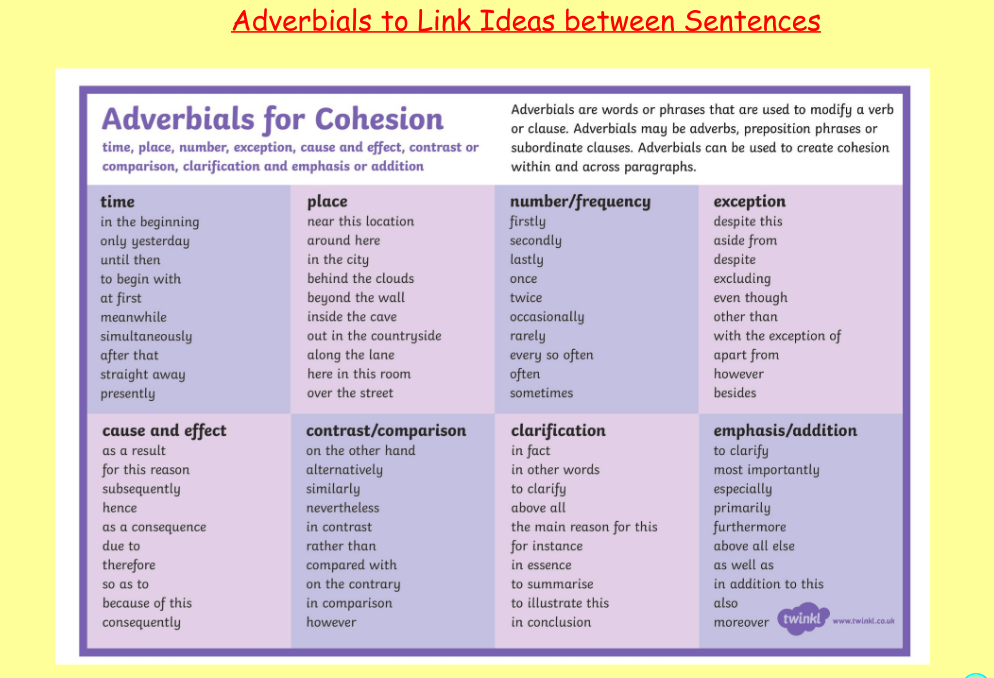 Adverbials to Link Ideas between Sentences
Adverbials for Cohesion
time, place, number, exception, cause and effect, contrast or
comparison, clarification and emphasis or addition
Adverbials are words or phrases that are used to modify a verb
or clause. Adverbials may be adverbs, preposition phrases or
subordinate clauses. Adverbials can be used to create cohesion
within and across paragraphs.
time
in the beginning
only yesterday
until then
to begin with
at first
meanwhile
simultaneously
after that
straight away
presently
place
near this location
around here
in the city
behind the clouds
beyond the wall
inside the cave
out in the countryside
along the lane
here in this room
over the street
number/frequency
firstly
secondly
lastly
once
twice
occasionally
rarely
every so often
often
sometimes
exception
despite this
aside from
despite
excluding
even though
other than
with the exception of
apart from
however
besides
cause and effect
as a result
for this reason
subsequently
hence
as a consequence
due to
therefore
so as to
because of this
consequently
contrast/comparison
on the other hand
alternatively
similarly
nevertheless
in contrast
rather than
compared with
on the contrary
in comparison
however
clarification
in fact
in other words
to clarify
above all
the main reason for this
for instance
in essence
to summarise
to illustrate this
in conclusion
emphasis/addition
to clarify
most importantly
especially
primarily
furthermore
above all else
as well as
in addition to this
also
moreover
twinkl
www.twinkl.co.uk